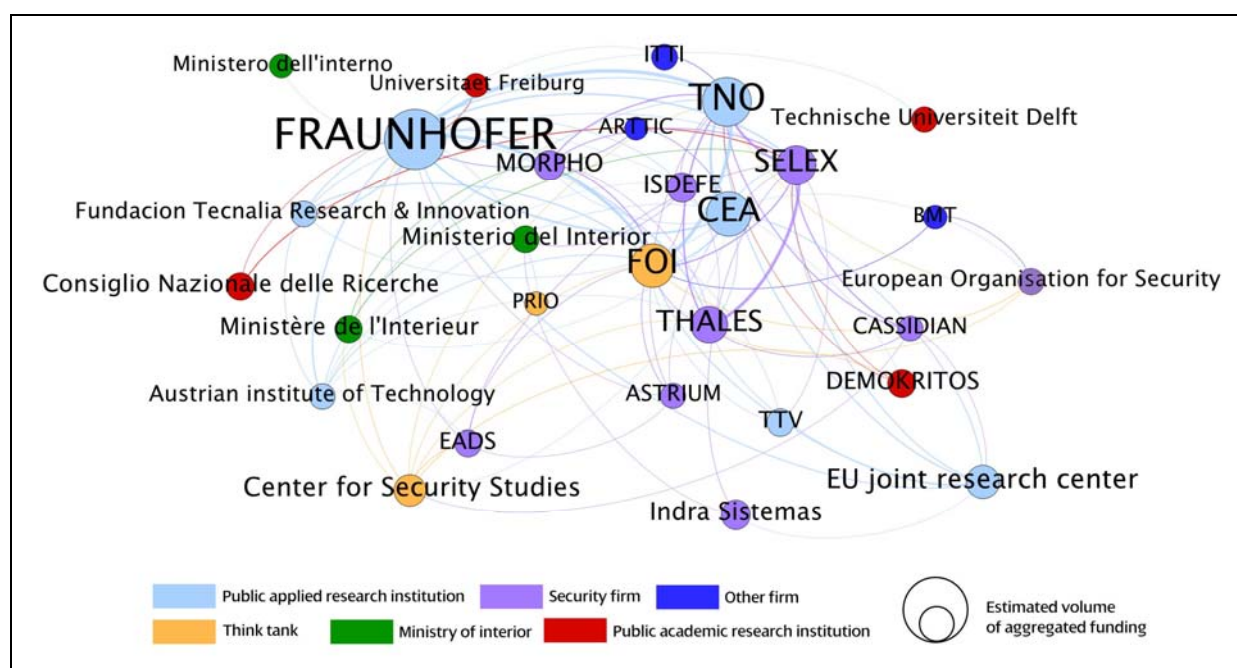 ITTI
Ministero dell'interno
Universitaet Freiburg
TNO
FRAUNHOFER
ARTTIC
Technische Universiteit Delft
MORPHO
SELEX
ISDEFE
Fundacion Tecnalia Research & Innovation
CEA
BMT
Ministerio del Interior
FOI
Consiglio Nazionale delle Ricerche
European Organisation for Security
PRIO
Ministère de l'Interieur
THALES
CASSIDIAN
DEMOKRITOS
Austrian institute of Technology
ASTRIUM
TTV
EADS
EU joint research center
Center for Security Studies
Indra Sistemas
Public applied research institution
Security firm
Other firm
Think tank
Ministry of interior
Public academic research institution
Estimated volume
of aggregated funding